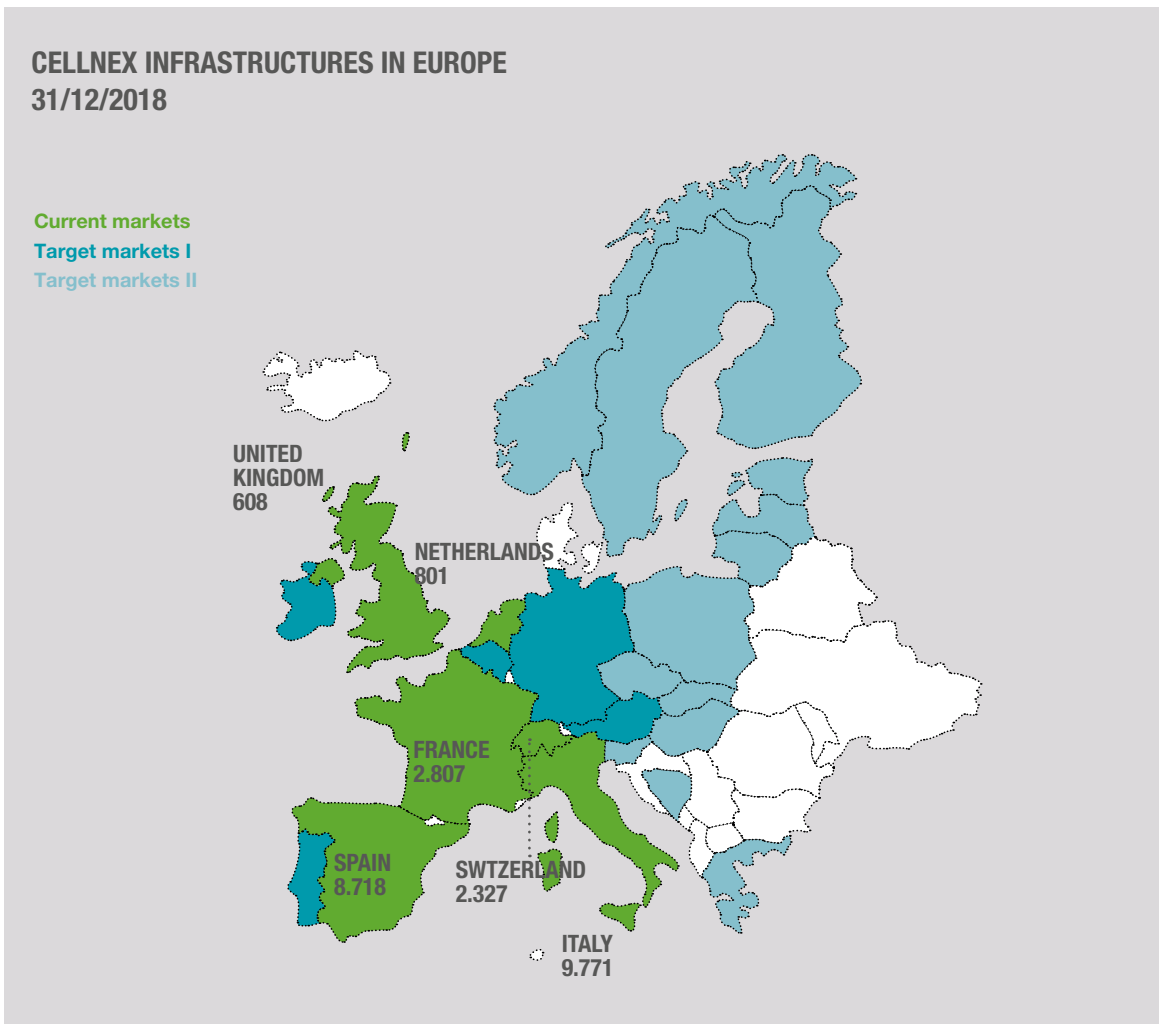 CELLNEX INFRASTRUCTURES IN EUROPE
31/12/2018
Current markets
Target markets I
Target markets II
UNITED
KINGDOM
608
NETHERLANDS
801
FRANCE
2.807
SPAIN
8.718
SWTZERLAND
2.327
ITALY
9.771